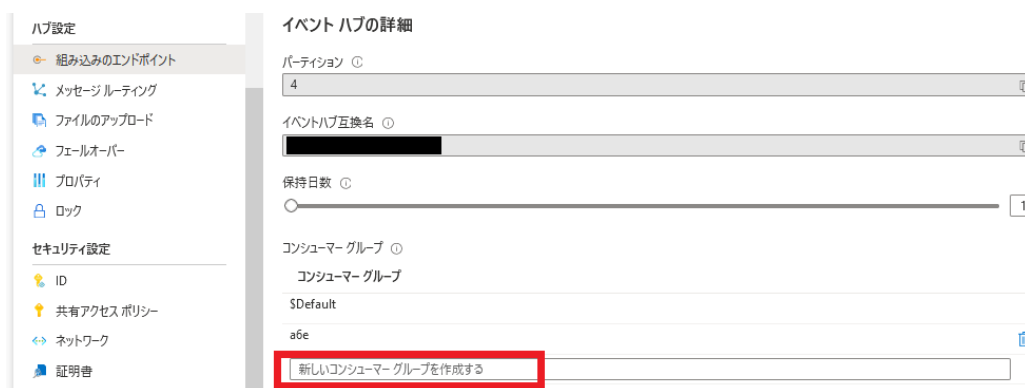 ハブ設定
組み込みのエンドポイント
メッセージ ルーティング
ファイルのアップロード
フェールオーバー
プロパティ
ロック
セキュリティ設定
ID
共有アクセス ポリシー
ネットワーク
証明書
イベント ハブの詳細
パーティション
4
イベントハブ互換名
保持日数
1
コンシューマー グループ
コンシューマー グループ
$Default
a6e
新しいコンシューマー グループを作成する